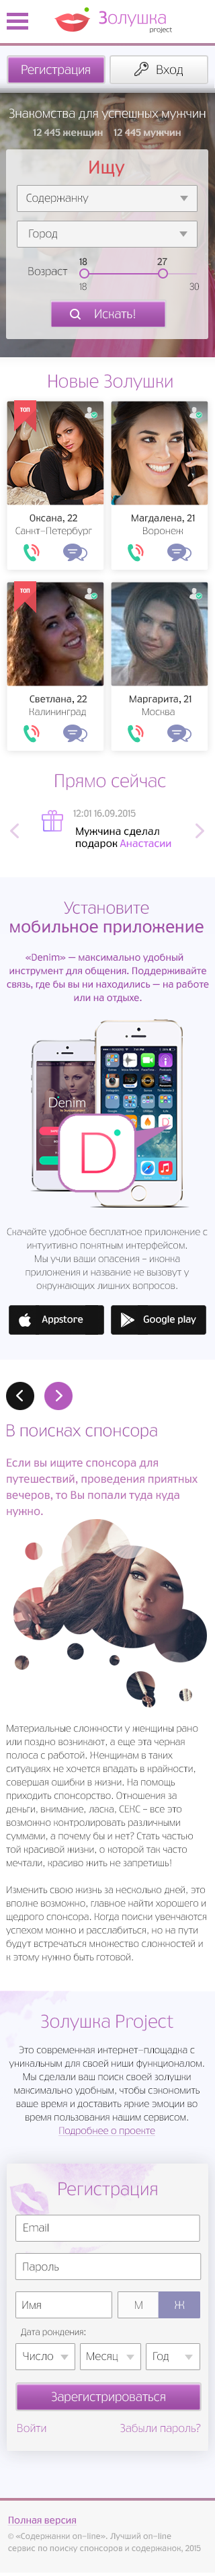 Золушка
project
Регистрация
Вход
Знакомства для успешных мужчин
12 445 женщин 12 445 мужчин
Ищу
Содержанку
Город
18 27
Возраст
18 30
Искать!
Новые Золушки
ТОП
Оксана, 22
Санкт-Петербург
Магдалена, 21
Воронеж
ТОП
Светлана, 22
Калининград
Маргарита, 21
Москва
Прямо сейчас
12:01 16.09.2015
Мужчина сделал
подарок Анастасии
Установите
мобильное приложение
«Denim» — максимально удобный
инструмент для общения. Поддерживайте
связь, где бы вы ни находились — на работе
или на отдыхе.
Denim
D
Скачайте удобное бесплатное приложение с
интуитивно понятным интерфейсом.
Мы учли ваши опасения - иконка
приложения и название не вызовут у
окружающих лишних вопросов.
Appstore
Google play
В поисках спонсора
Если вы ищите спонсора для
путешествий, проведения приятных
вечеров, то Вы попали туда куда
нужно.
Материальные сложности у женщины рано
или поздно возникают, а еще эта черная
полоса с работой. Женщинам в таких
ситуациях не хочется впадать в крайности,
совершая ошибки в жизни. На помощь
приходить спонсорство. Отношения за
деньги, внимание, ласка, СЕКС – все это
возможно контролировать различными
суммами, а почему бы и нет? Стать частью
той красивой жизни, о которой так часто
мечтали, красиво жить не запретишь!
Изменить свою жизнь за несколько дней, это
вполне возможно, главное найти хорошего и
щедрого спонсора. Когда поиски увенчаются
успехом можно и расслабиться, но на пути
будут встречаться множество сложностей и
к этому нужно быть готовой.
Золушка Project
Это современная интернет-площадка с
уникальным для своей ниши функционалом.
Мы сделали ваш поиск своей золушки
максимально удобным, чтобы сэкономить
ваше время и доставить яркие эмоции во
время пользования нашим сервисом.
Подробнее о проекте
Регистрация
Email
Пароль
Имя
М Ж
Дата рождения:
Число Месяц Год
Зарегистрироваться
Войти Забыли пароль?
Полная версия
© «Содержанки on-line». Лучший on-line
сервис по поиску спонсоров и содержанок, 2015